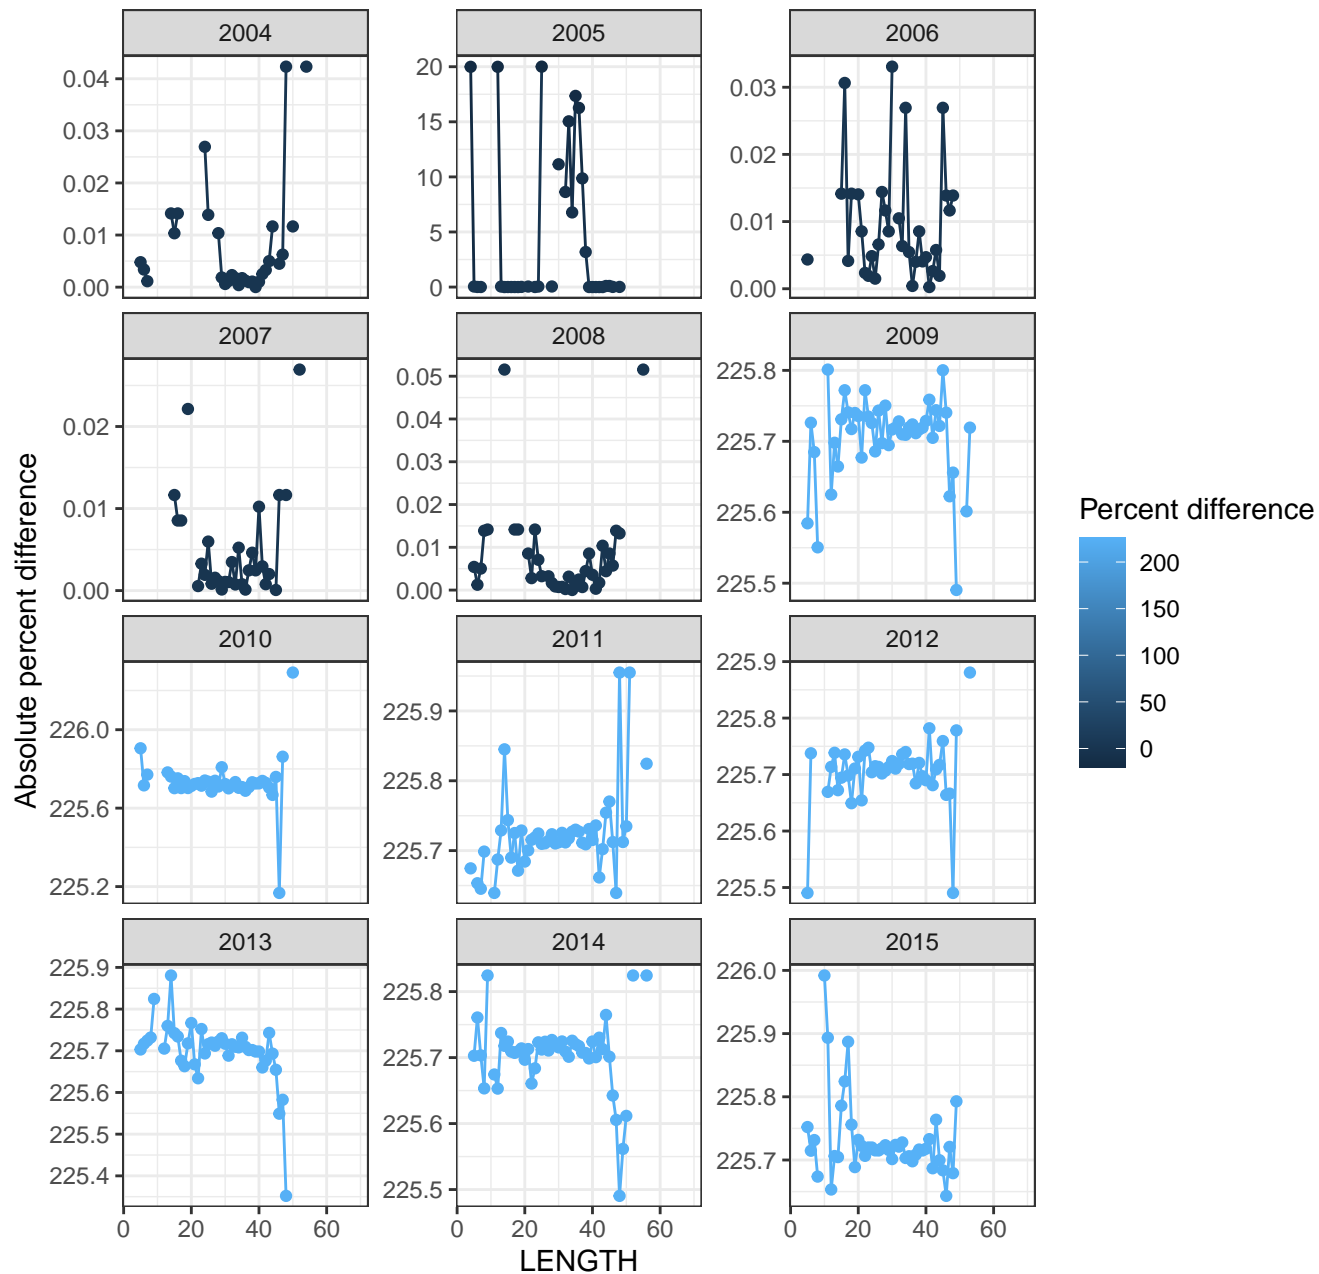 2004 2005 2006
0.04 0.03 0.02 0.01 0.00
20 15 10 5 0
0.03 0.02 0.01 0.00
2007 2008 2009
0.02 0.01 0.00
0.05 0.04 0.03 0.02 0.01 0.00
225.8 225.7 225.6 225.5
2010 2011 2012
226.0 225.6 225.2
225.9 225.8 225.7
225.9 225.8 225.7 225.6 225.5
2013 2014 2015
225.9 225.8 225.7 225.6 225.5 225.4
225.8 225.7 225.6 225.5
226.0 225.9 225.8 225.7
0 20 40 60 0 20 40 60 0 20 40 60
LENGTH
Absolute percent difference
Percent difference
200
150
100
50
0